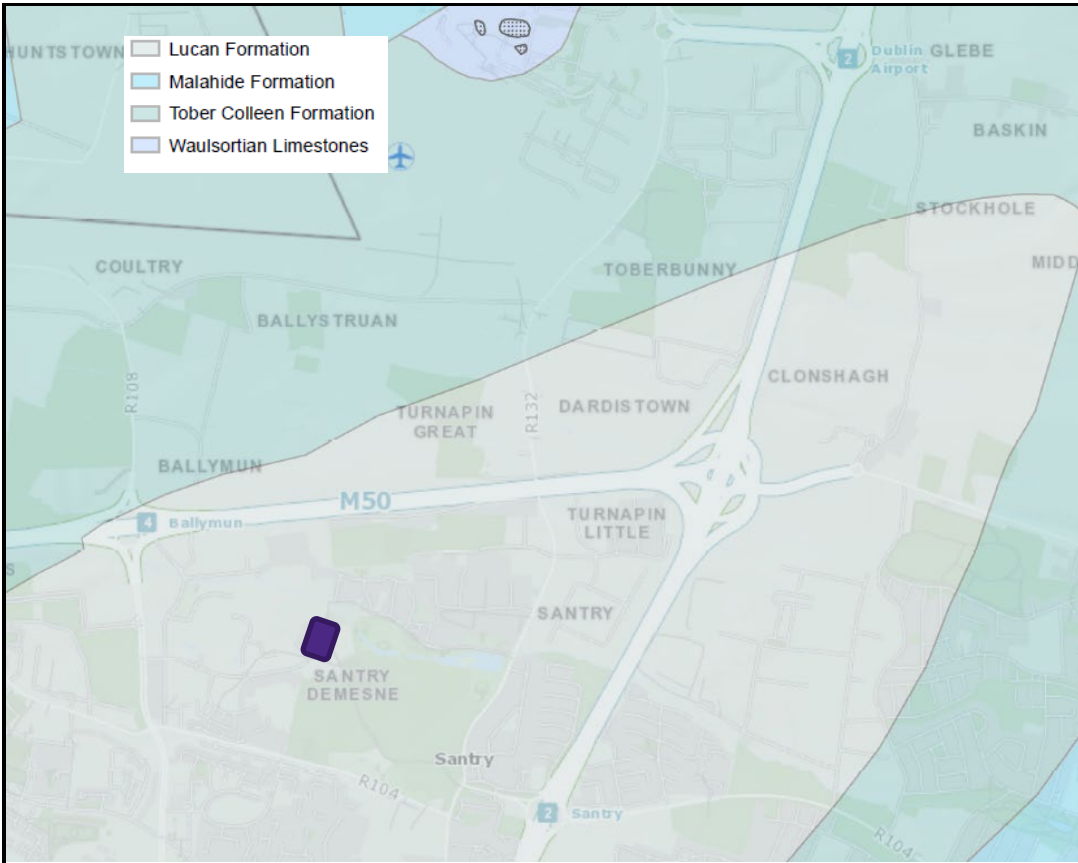 HUNTSTOWN
Lucan Formation
Malahide Formation
Tober Colleen Formation
Waulsortian Limestones
2
Dublin
Airport
GLEBE
BASKIN
STOCKHOLE
MIDD
COULTRY
TOBERBUNNY
BALLYSTRUAN
R108
CLONSHAGH
TURNAPIN
GREAT
R132
DARDISTOWN
BALLYMUN
M50
4
Ballymun
TURNAPIN
LITTLE
S
SANTRY
SANTRY
DEMESNE
Santry
R104
2
Santry
R104